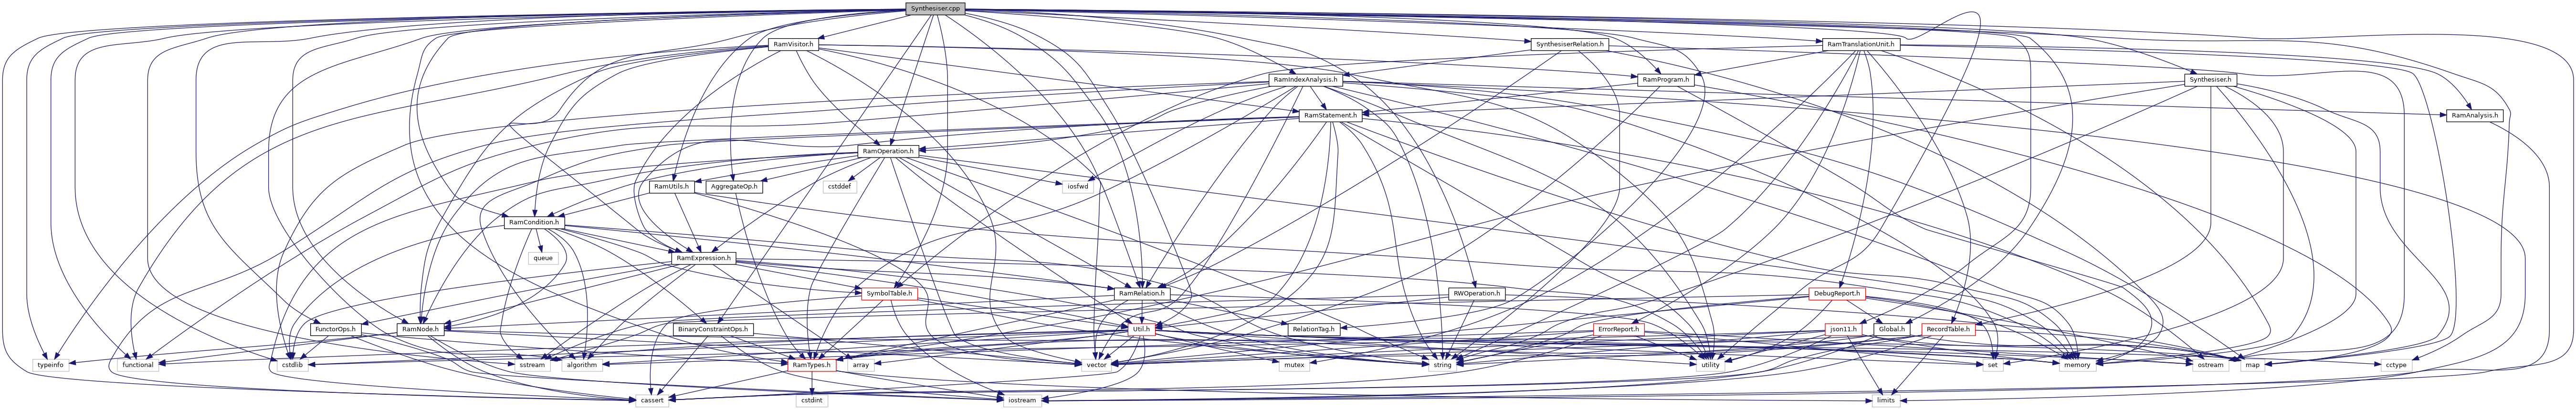 Synthesiser.cpp
RamVisitor.h
SynthesiserRelation.h
RamTranslationUnit.h
RamIndexAnalysis.h
RamProgram.h
Synthesiser.h
RamStatement.h
RamAnalysis.h
RamOperation.h
RamUtils.h
AggregateOp.h
cstddef
iosfwd
RamCondition.h
queue
RamExpression.h
SymbolTable.h
RamRelation.h
RWOperation.h
DebugReport.h
FunctorOps.h
RamNode.h
BinaryConstraintOps.h
Util.h
RelationTag.h
ErrorReport.h
json11.h
Global.h
RecordTable.h
typeinfo
functional
cstdlib
sstream
algorithm
RamTypes.h
array
vector
mutex
string
utility
set
memory
ostream
map
cctype
cassert
cstdint
iostream
limits